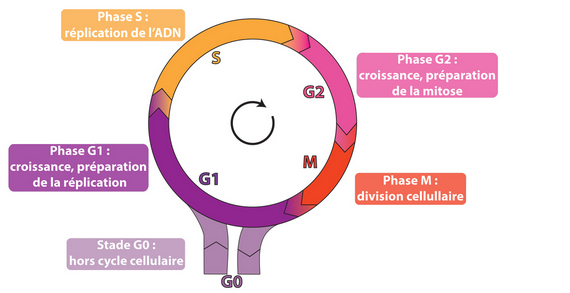 Phase S :
réplication de l'ADN
S
Phase G2 :
croissance, préparation
de la mitose
G2
M
Phase G1 :
croissance, préparation
de la réplication
G1
Phase M :
division cellullaire
Stade G0 :
hors cycle cellulaire
G0